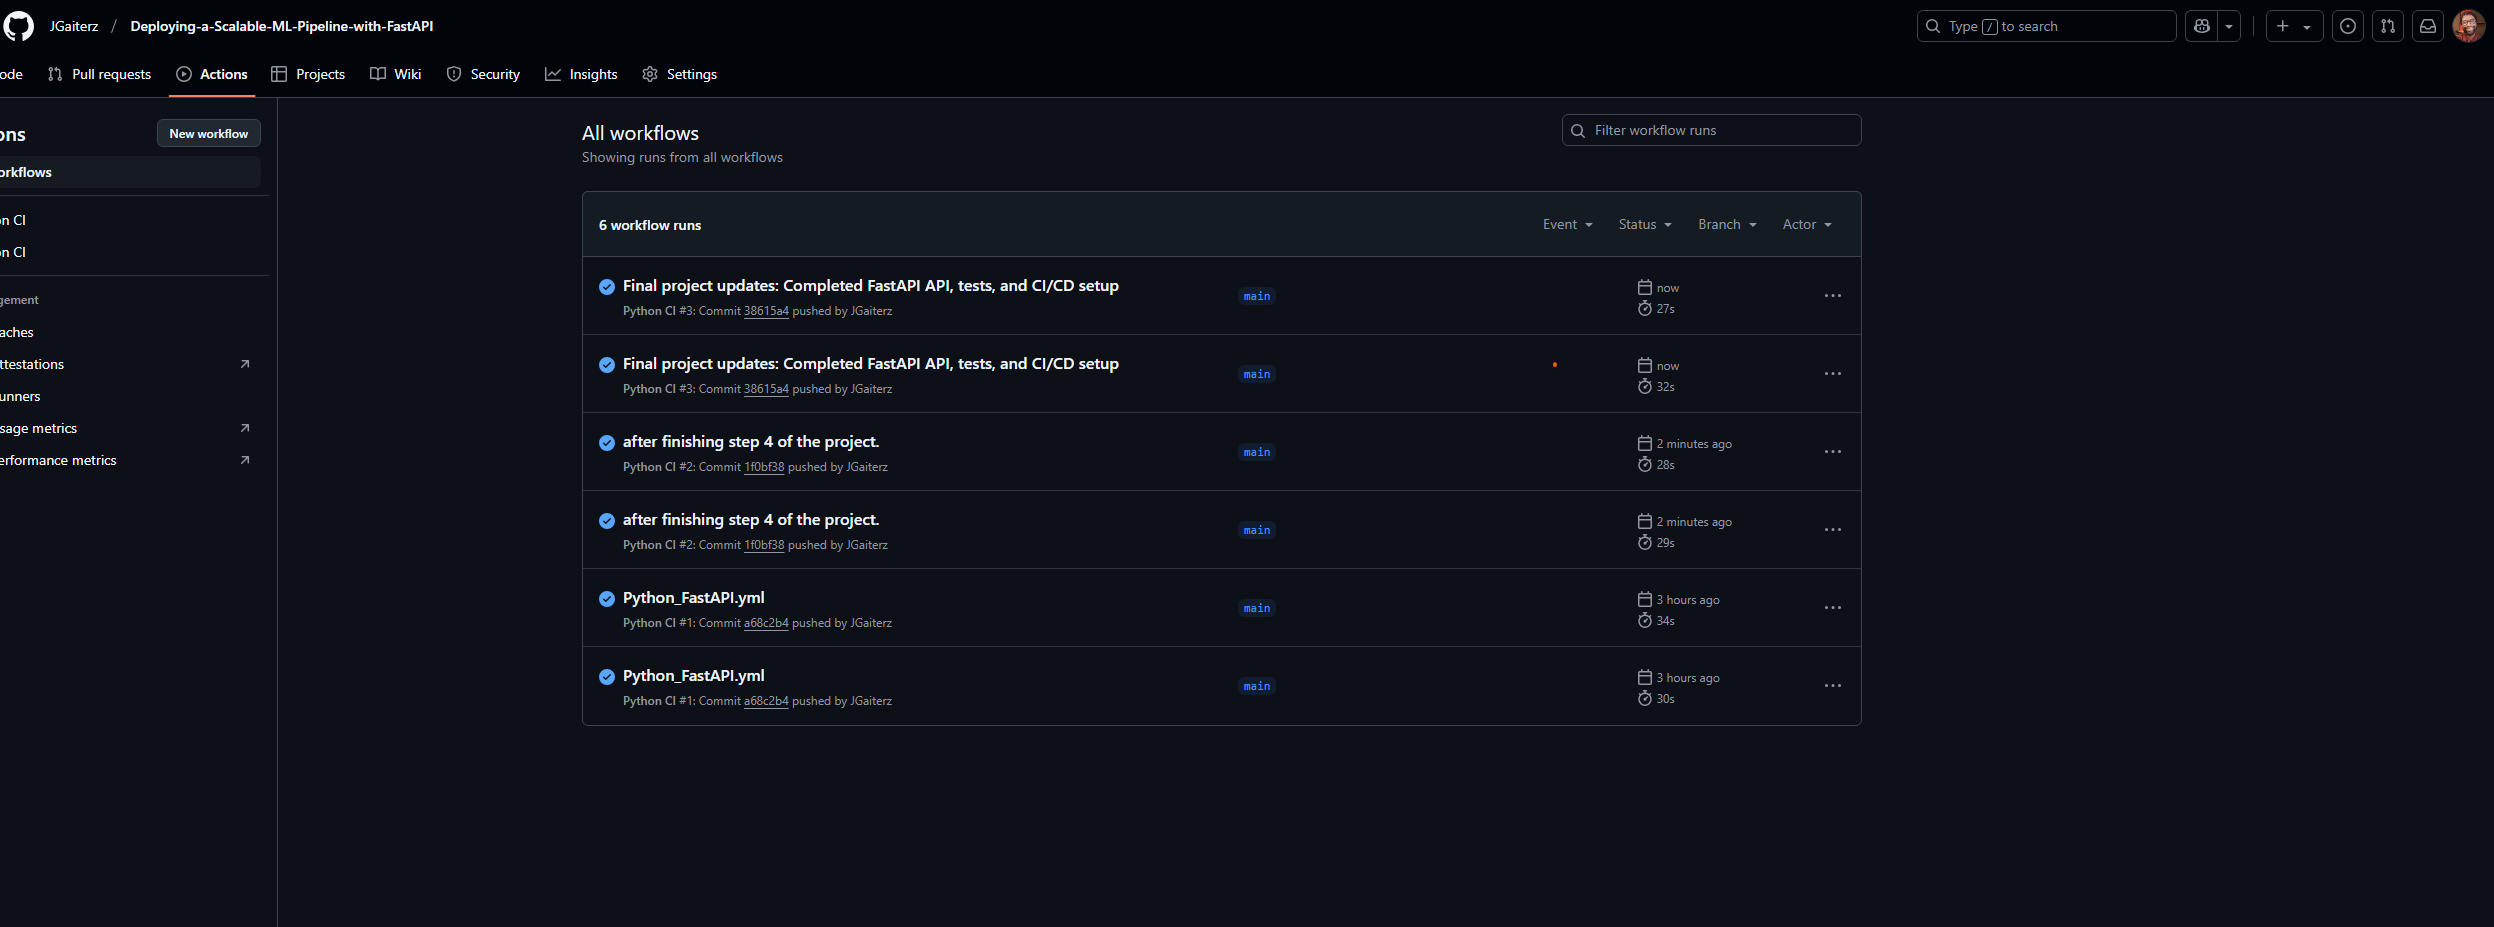 JGaiterz / Deploying-a-Scalable-ML-Pipeline-with-FastAPI
Type / to search
ode Pull requests Actions Projects Wiki Security Insights Settings
ons
New workflow
orkflows
on CI
on CI
gement
aches
ttestations
unners
sage metrics
erformance metrics
All workflows
Showing runs from all workflows
Filter workflow runs
6 workflow runs
Event Status Branch Actor
Final project updates: Completed FastAPI API, tests, and CI/CD setup
Python CI #3: Commit 38615a4 pushed by JGaiterz
main
now
27s
Final project updates: Completed FastAPI API, tests, and CI/CD setup
Python CI #3: Commit 38615a4 pushed by JGaiterz
main
now
32s
after finishing step 4 of the project.
Python CI #2: Commit 1f0bf38 pushed by JGaiterz
main
2 minutes ago
28s
after finishing step 4 of the project.
Python CI #2: Commit 1f0bf38 pushed by JGaiterz
main
2 minutes ago
29s
Python_FastAPI.yml
Python CI #1: Commit a68c2b4 pushed by JGaiterz
main
3 hours ago
34s
Python_FastAPI.yml
Python CI #1: Commit a68c2b4 pushed by JGaiterz
main
3 hours ago
30s